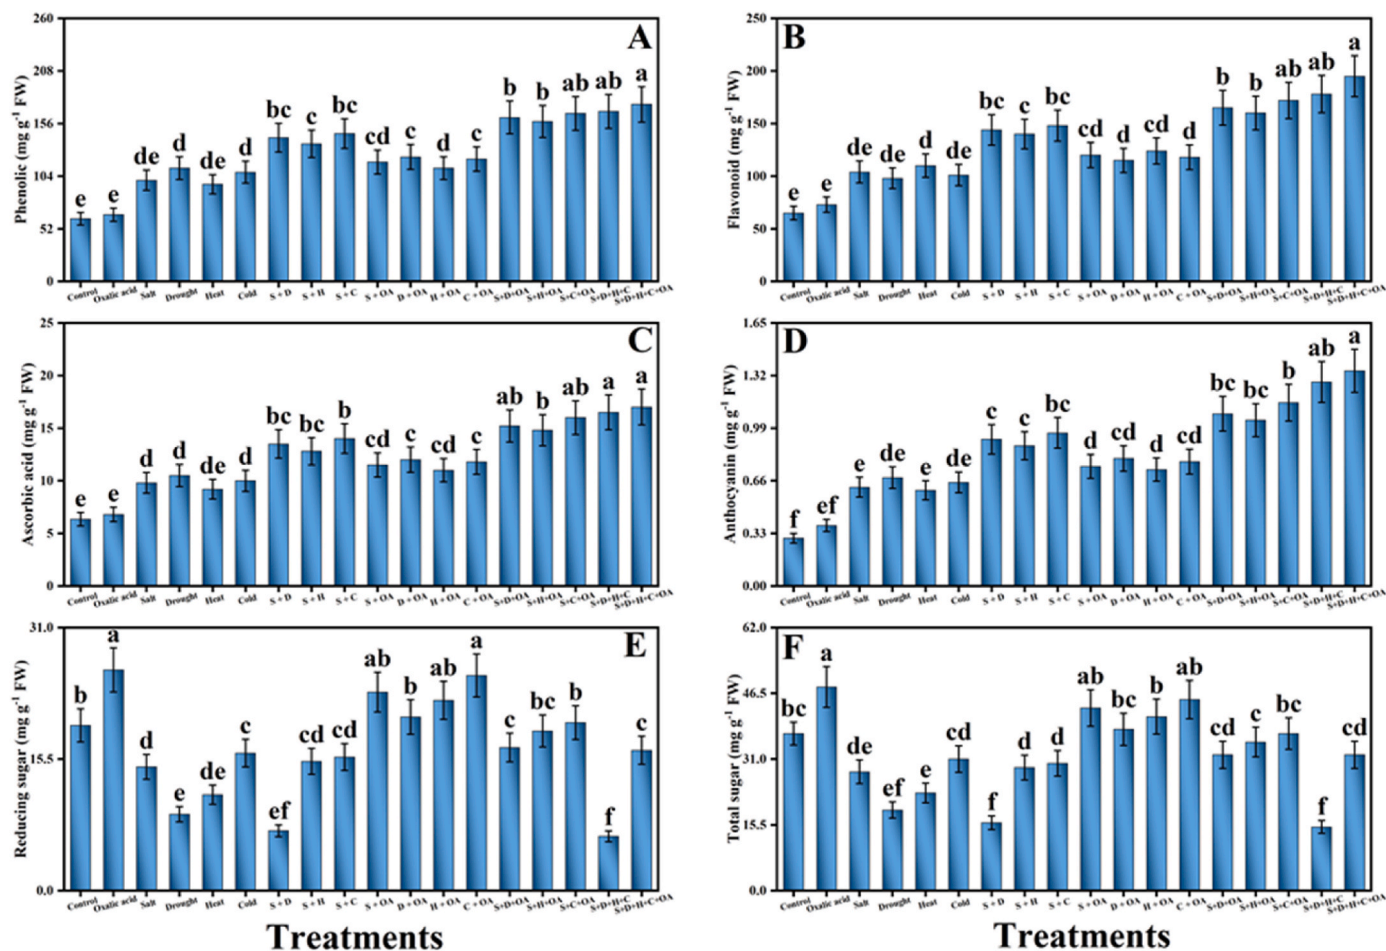 A
Phenolic (mg g⁻¹ FW)
260
208
156
104
52
0
e e de d de d bc c bc cd c d c b b ab ab a
Control Oxalic acid Salt Drought Heat Cold S + D S + H S + C S + OA D + OA H + OA C + OA S+D+OA S+H+OA S+C+OA S+D+H+C S+D+H+C+OA
B
Flavonoid (mg g⁻¹ FW)
250
200
150
100
50
0
e e de de d de bc c bc cd d cd d b b ab ab a
Control Oxalic acid Salt Drought Heat Cold S + D S + H S + C S + OA D + OA H + OA C + OA S+D+OA S+H+OA S+C+OA S+D+H+C S+D+H+C+OA
C
Ascorbic acid (mg g⁻¹ FW)
25
20
15
10
5
0
e e d d de d bc bc b cd c cd c ab b ab a a
Control Oxalic acid Salt Drought Heat Cold S + D S + H S + C S + OA D + OA H + OA C + OA S+D+OA S+H+OA S+C+OA S+D+H+C S+D+H+C+OA
D
Anthocyanin (mg g⁻¹ FW)
1.65
1.32
0.99
0.66
0.33
0.00
f ef e de e de c c bc d cd d cd bc bc b ab a
Control Oxalic acid Salt Drought Heat Cold S + D S + H S + C S + OA D + OA H + OA C + OA S+D+OA S+H+OA S+C+OA S+D+H+C S+D+H+C+OA
E
Reducing sugar (mg g⁻¹ FW)
31.0
15.5
0.0
b a d e de c ef cd cd ab b ab a c bc b f c
Control Oxalic acid Salt Drought Heat Cold S + D S + H S + C S + OA D + OA H + OA C + OA S+D+OA S+H+OA S+C+OA S+D+H+C S+D+H+C+OA
Treatments
F
Total sugar (mg g⁻¹ FW)
62.0
46.5
31.0
15.5
0.0
bc a de ef e cd f d d ab bc b ab cd c bc f cd
Control Oxalic acid Salt Drought Heat Cold S + D S + H S + C S + OA D + OA H + OA C + OA S+D+OA S+H+OA S+C+OA S+D+H+C S+D+H+C+OA
Treatments